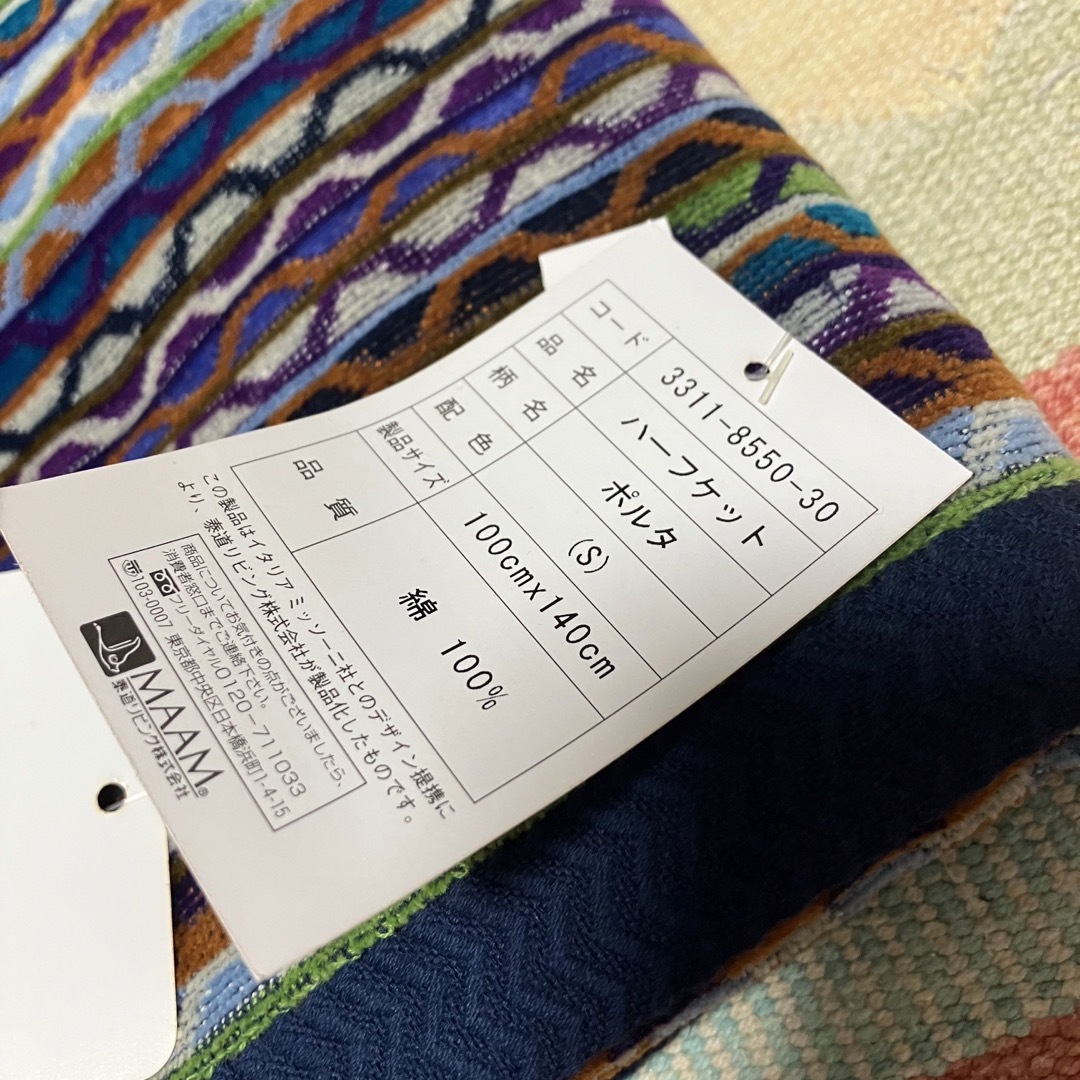 コード 3311-8550-30
品名 ハーフケット
柄名 ポルタ
配色 (S)
製品サイズ 100cm×140cm
品質 綿 100%
この製品はイタリア ミッソーニ社とのデザイン提携に
より、泰道リビング株式会社が製品化したものです。
商品についてお気付きの点がございましたら、
消費者窓口までご連絡下さい。
フリーダイヤル0120-711033
〒103-0007 東京都中央区日本橋浜町1-4-15
MAAM®
泰道リビング株式会社